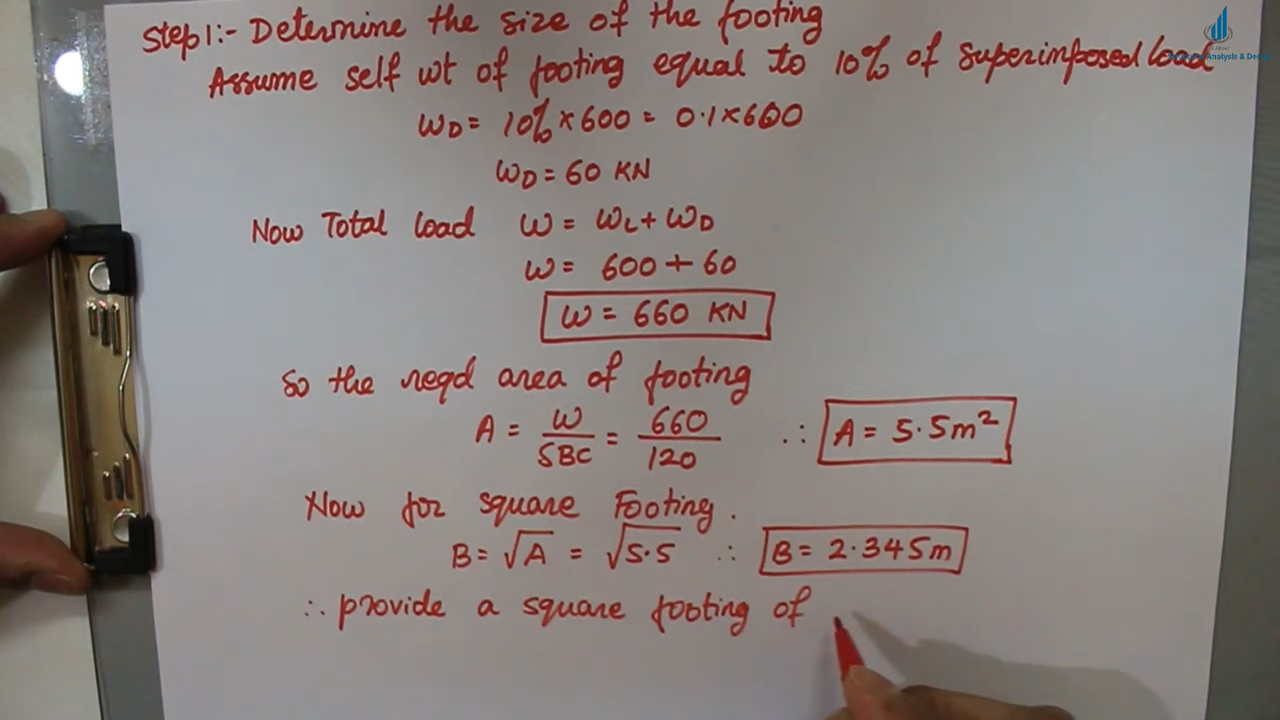 Step1:- Determine the size of the footing
Assume self wt of footing equal to 10% of superimposed load
WD = 10% × 600 = 0.1 × 600
WD = 60 KN
Now Total load W = WL + WD
W = 600 + 60
W = 660 KN
So the reqd area of footing
A = W/SBC = 660/120 ∴ A = 5.5m²
Now for square Footing.
B = √A = √5.5 ∴ B = 2.345m
∴ provide a square footing of
Analysis & Design